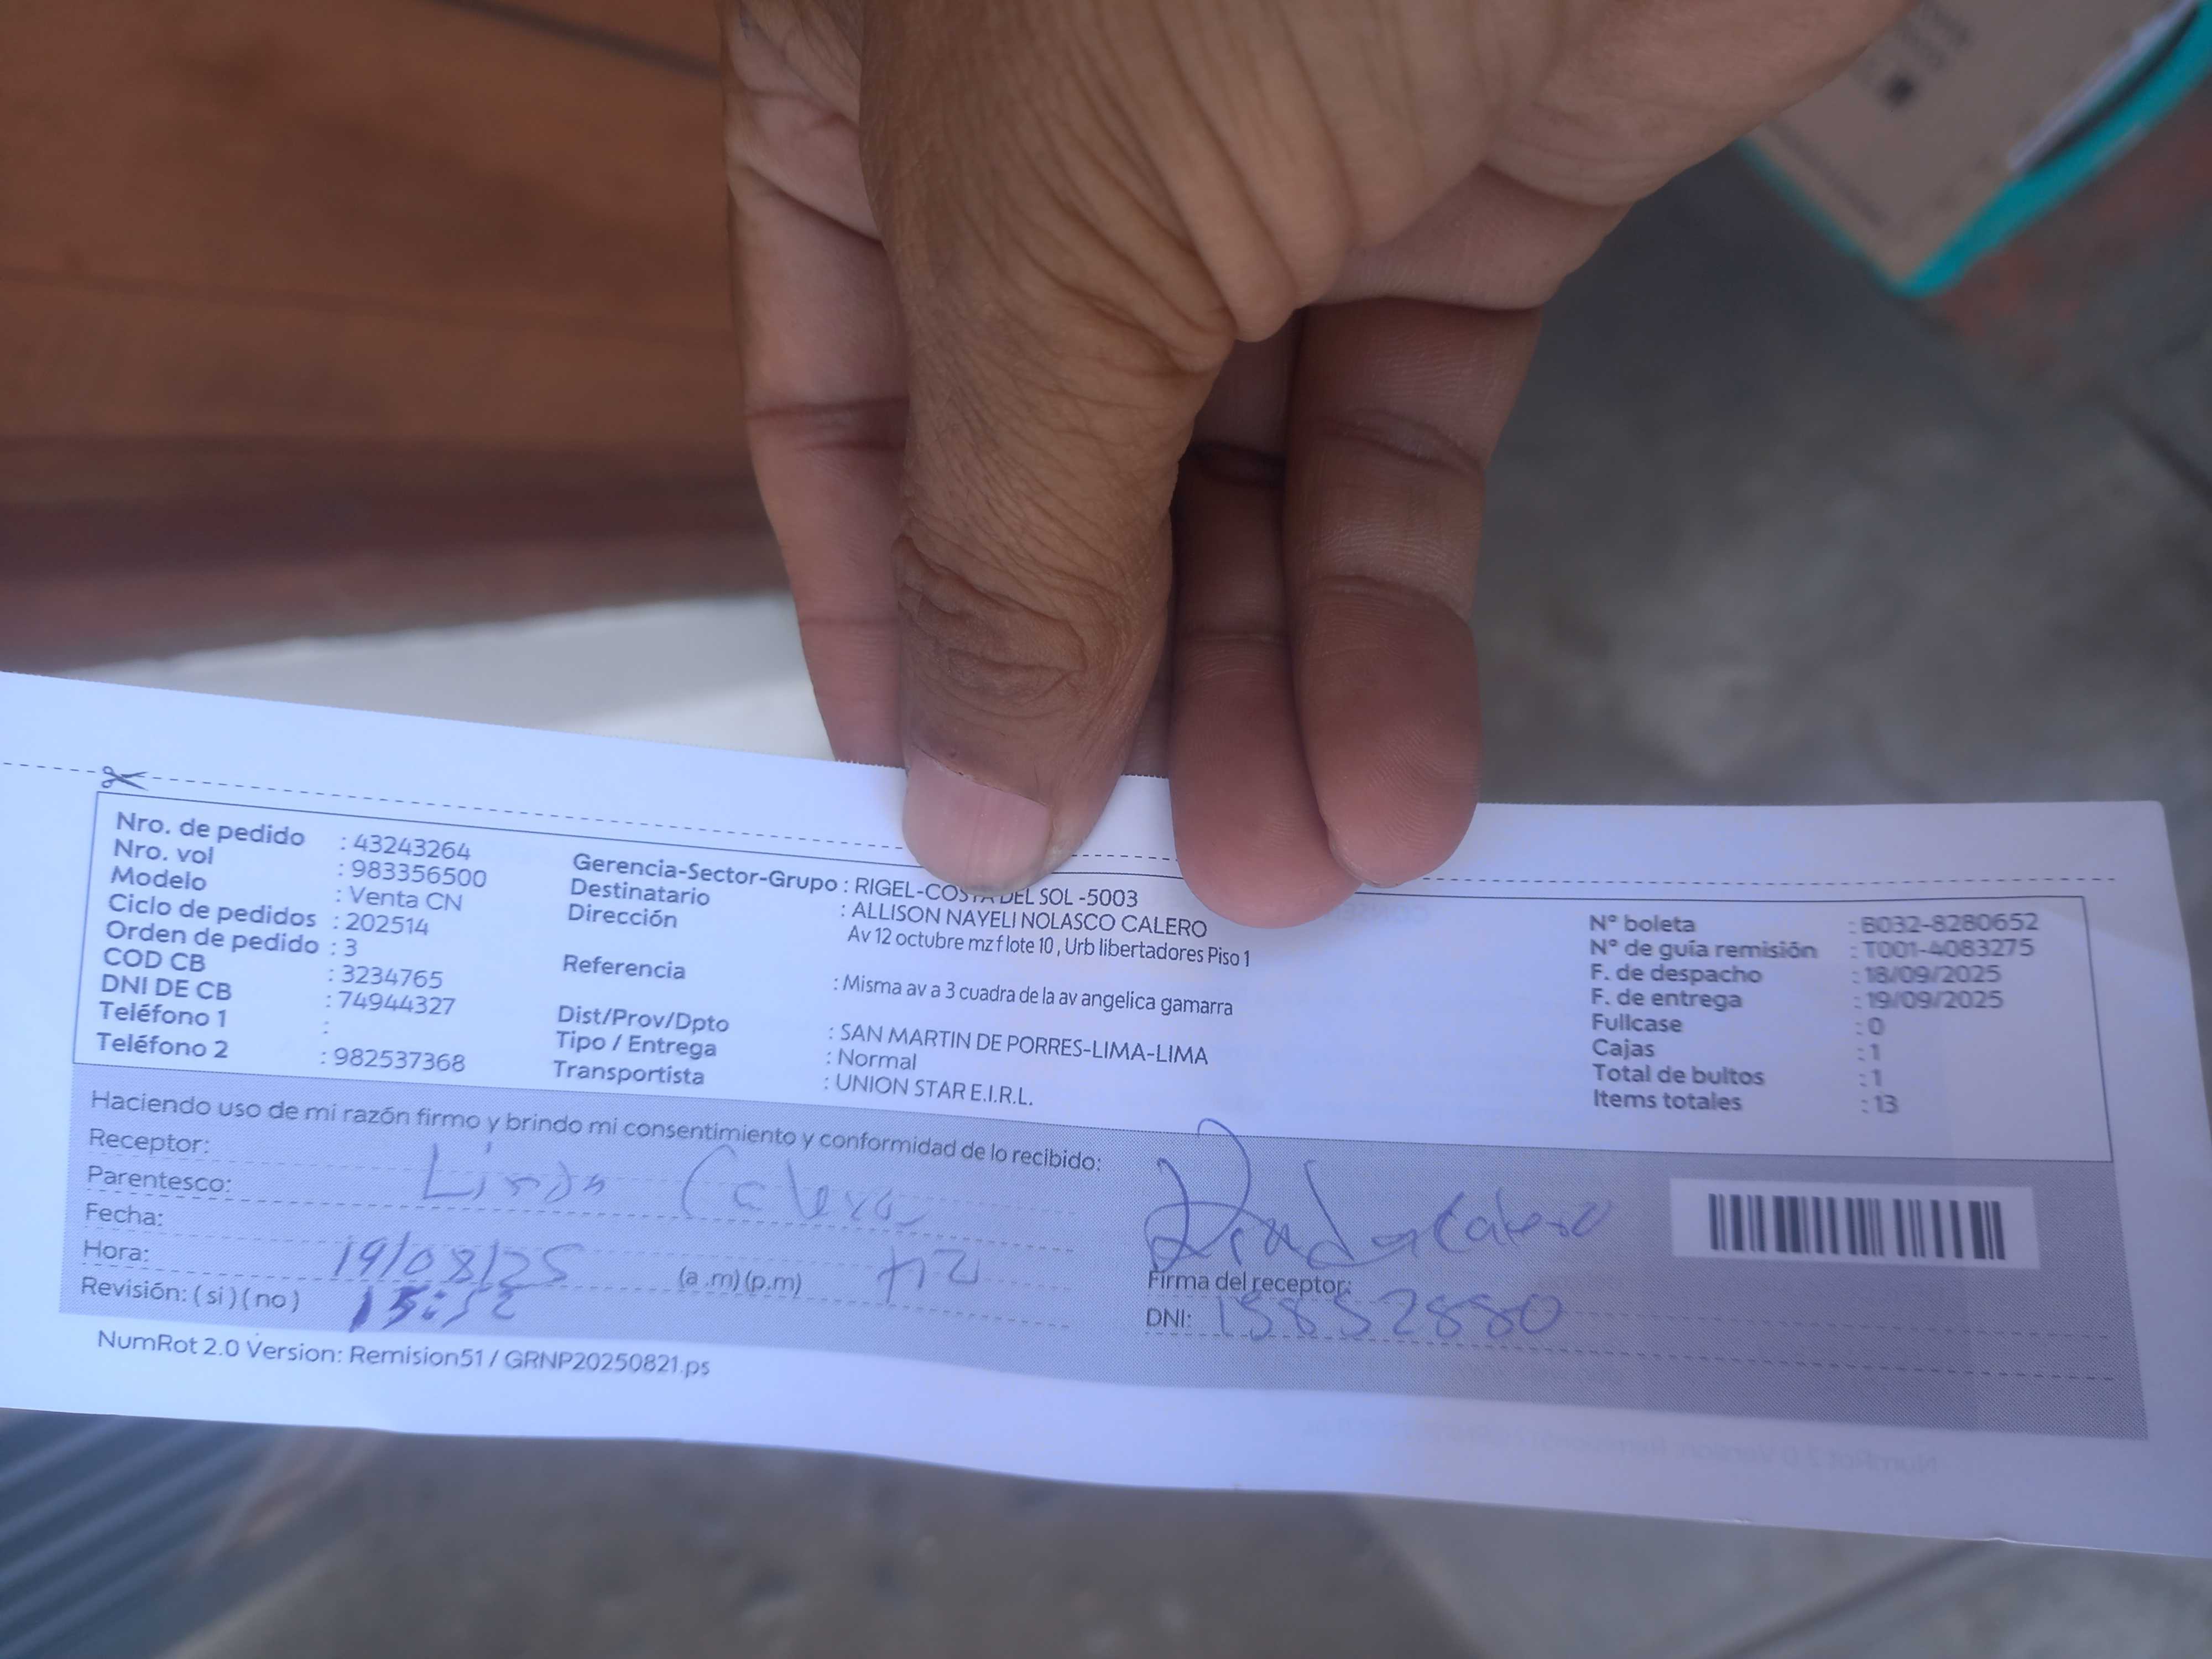 Nro. de pedido : 43243264
Nro. vol : 983356500
Modelo : Venta CN
Ciclo de pedidos : 202514
Orden de pedido : 3
COD CB : 3234765
DNI DE CB : 74944327
Teléfono 1 :
Teléfono 2 : 982537368
Gerencia-Sector-Grupo : RIGEL-COSTA DEL SOL -5003
Destinatario : ALLISON NAYELI NOLASCO CALERO
Dirección Av 12 octubre mz f lote 10 , Urb libertadores Piso 1
Referencia : Misma av a 3 cuadra de la av angelica gamarra
Dist/Prov/Dpto : SAN MARTIN DE PORRES-LIMA-LIMA
Tipo / Entrega : Normal
Transportista : UNION STAR E.I.R.L.
N° boleta : B032-8280652
N° de guía remisión : T001-4083275
F. de despacho : 18/09/2025
F. de entrega : 19/09/2025
Fullcase : 0
Cajas : 1
Total de bultos : 1
Items totales : 13
Haciendo uso de mi razón firmo y brindo mi consentimiento y conformidad de lo recibido:
Receptor: Linda Calero
Parentesco:
Fecha: 19/08/25
Hora: (a .m) (p.m)
Revisión: ( si ) ( no )
Linda Calero
Firma del receptor:
DNI: 15852880
NumRot 2.0 Version: Remision51 / GRNP20250821.ps